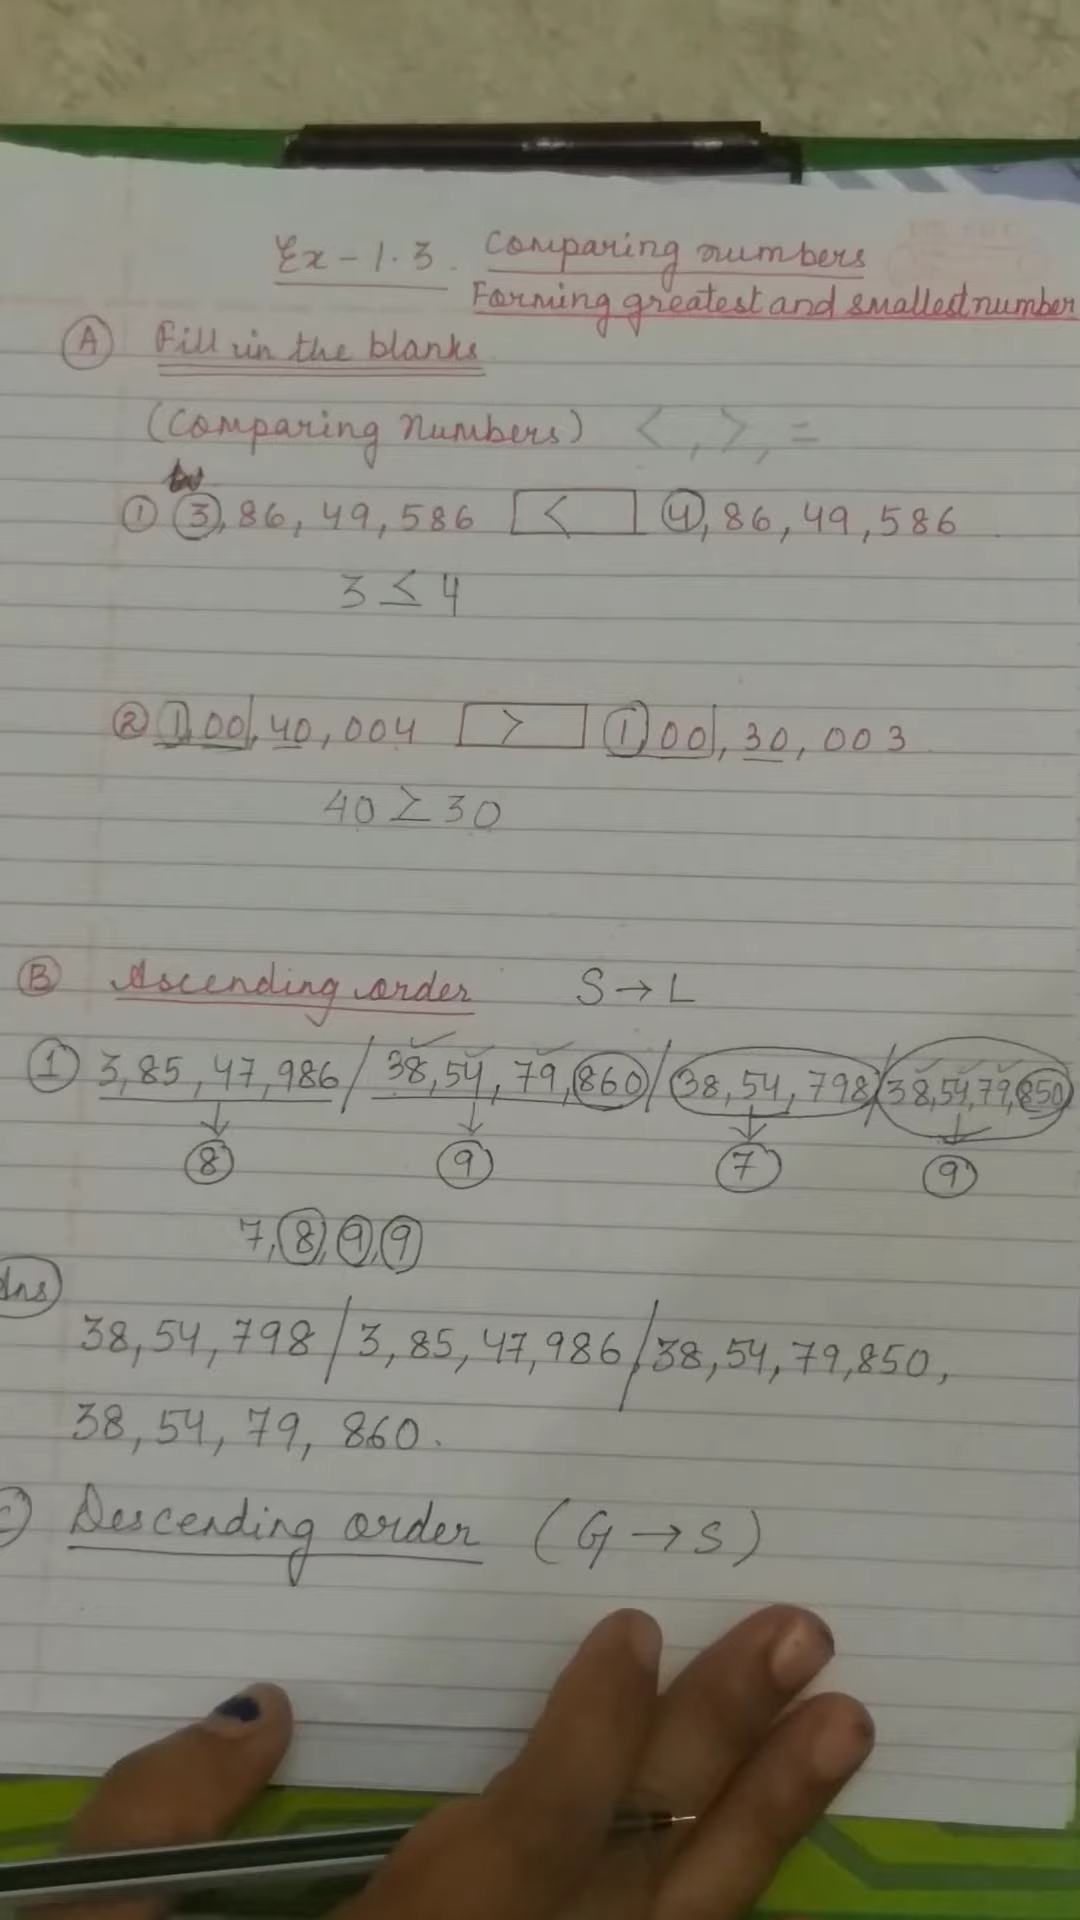 Ex - 1.3. Comparing numbers
Forming greatest and smallest number
(A) Fill in the blanks
(Comparing Numbers) < , > , =
① 3,86,49,586 < 4,86,49,586
3 < 4
② 1,00,40,004 > 1,00,30,003
40 > 30
(B) Ascending order S → L
① 3,85,47,986 / 38,54,79,860 / 38,54,798 / 38,54,79,850
8 9 7 9
7, 8, 9, 9
Ans
38,54,798 / 3,85,47,986 / 38,54,79,850,
38,54,79,860.
Descending order (G → S)